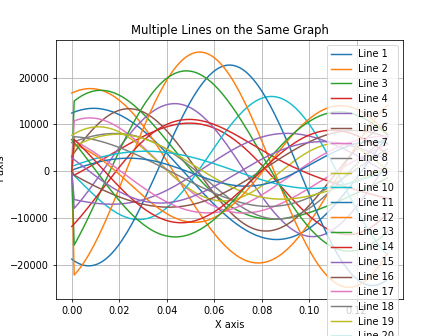 Multiple Lines on the Same Graph
20000
10000
0
−10000
−20000
0.00
0.02
0.04
0.06
0.08
0.10
X axis
Line 1
Line 2
Line 3
Line 4
Line 5
Line 6
Line 7
Line 8
Line 9
Line 10
Line 11
Line 12
Line 13
Line 14
Line 15
Line 16
Line 17
Line 18
Line 19
Line 20